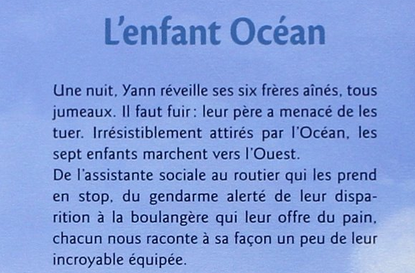 L'enfant Océan
Une nuit, Yann réveille ses six frères aînés, tous
jumeaux. Il faut fuir : leur père a menacé de les
tuer. Irrésistiblement attirés par l'Océan, les
sept enfants marchent vers l'Ouest.
De l'assistante sociale au routier qui les prend
en stop, du gendarme alerté de leur dispa-
rition à la boulangère qui leur offre du pain,
chacun nous raconte à sa façon un peu de leur
incroyable équipée.